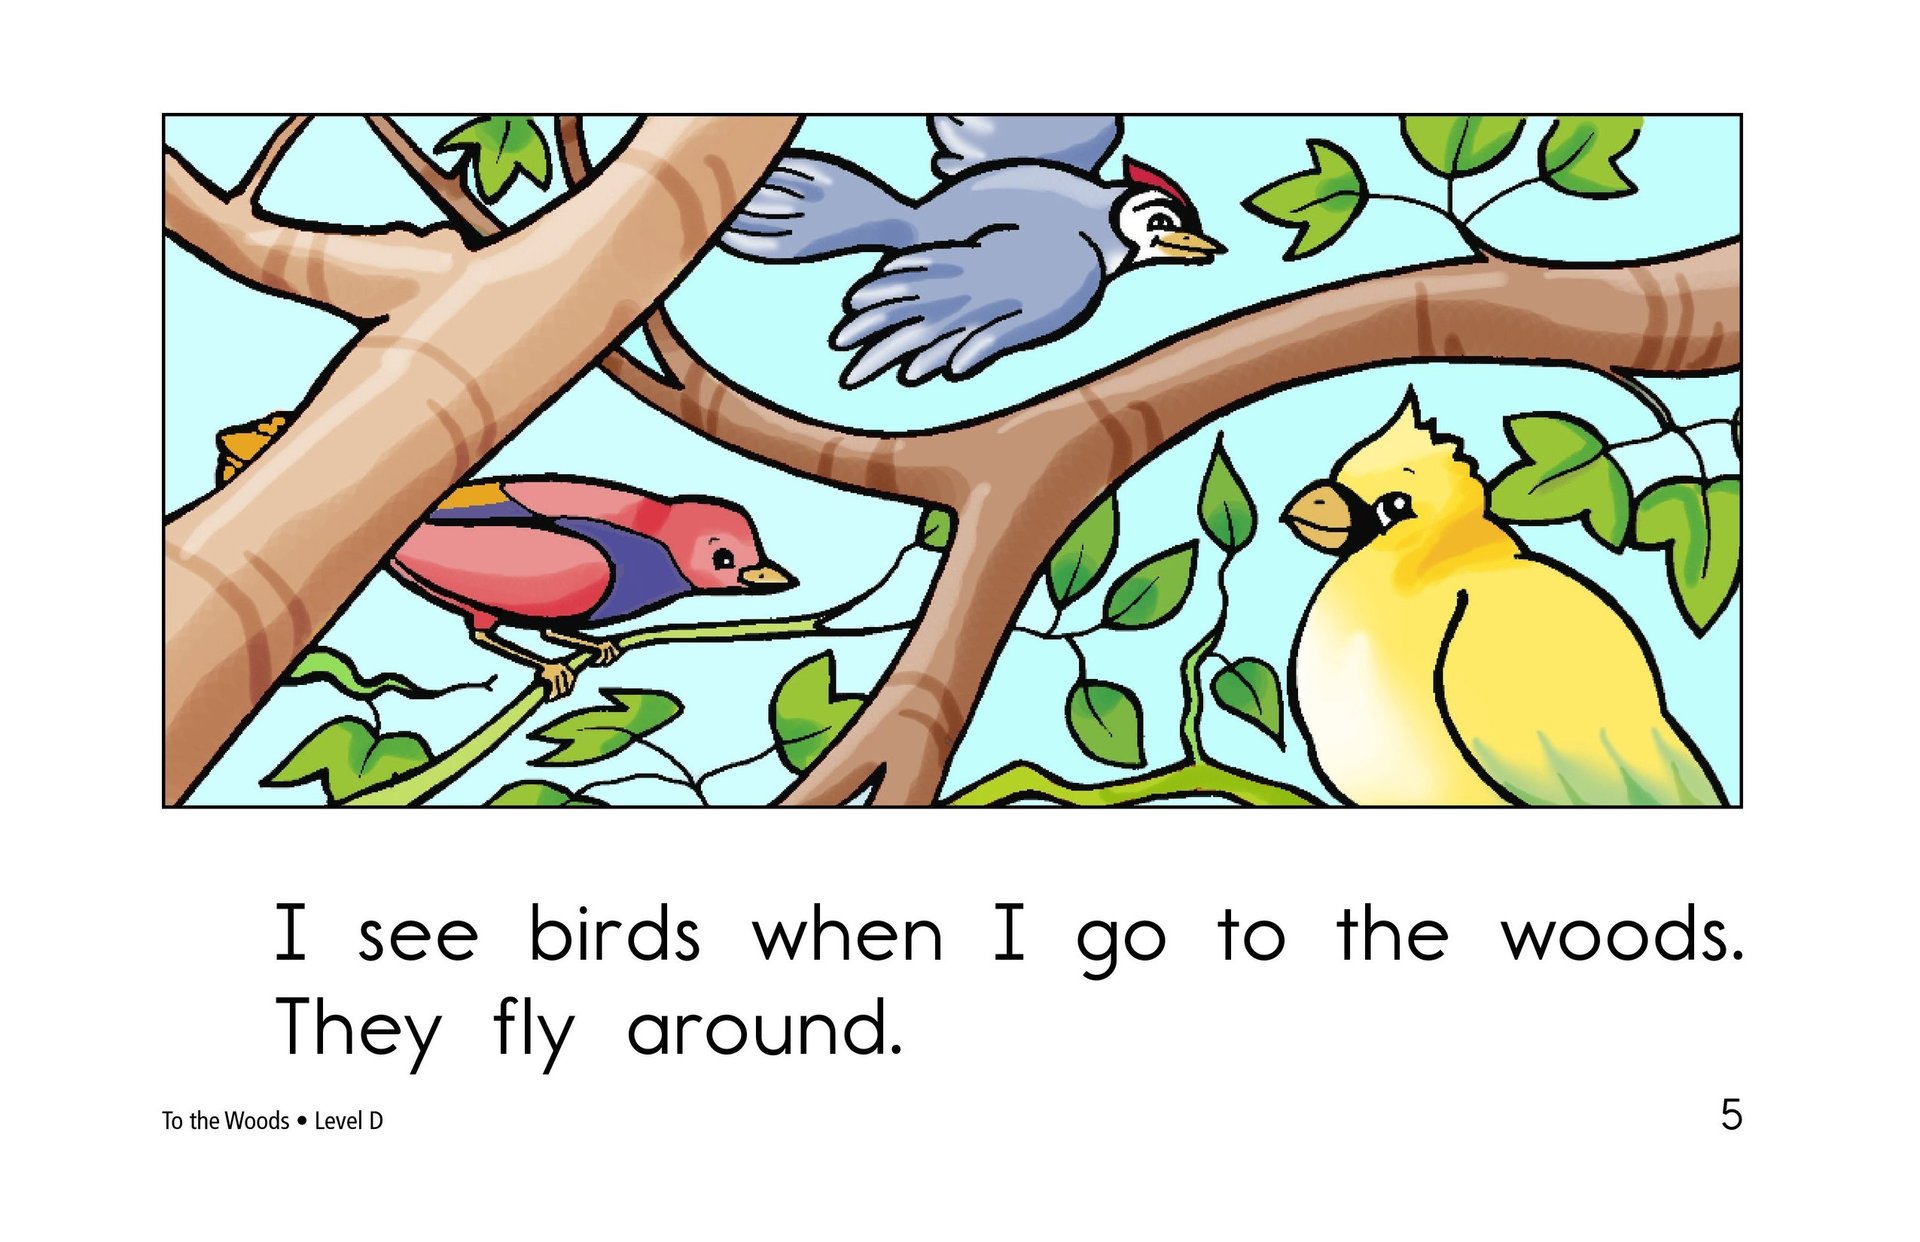 I see birds when I go to the woods.
They fly around.
To the Woods • Level D
5